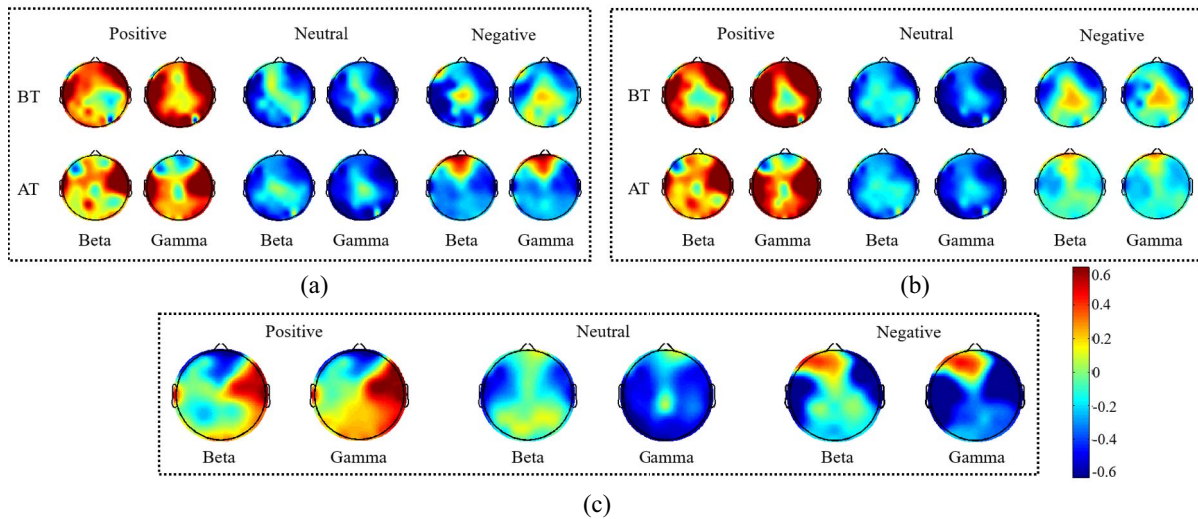 Positive Neutral Negative
BT
AT
Beta Gamma Beta Gamma Beta Gamma
(a)
Positive Neutral Negative
BT
AT
Beta Gamma Beta Gamma Beta Gamma
(b)
Positive Neutral Negative
Beta Gamma Beta Gamma Beta Gamma
(c)
0.6
0.4
0.2
0
-0.2
-0.4
-0.6